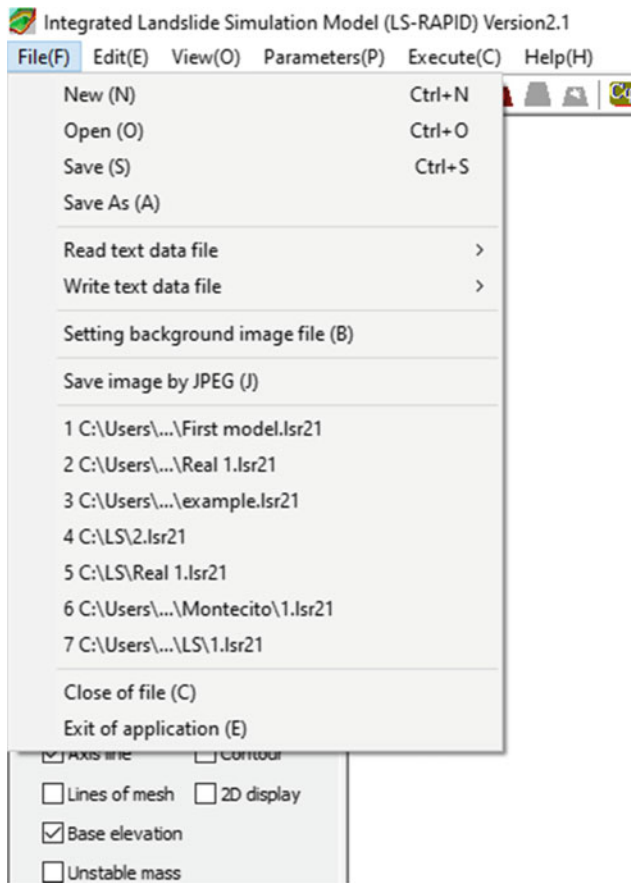 Integrated Landslide Simulation Model (LS-RAPID) Version2.1
File(F) Edit(E) View(O) Parameters(P) Execute(C) Help(H)
New (N) Ctrl+N
Open (O) Ctrl+O
Save (S) Ctrl+S
Save As (A)
Read text data file >
Write text data file >
Setting background image file (B)
Save image by JPEG (J)
1 C:\Users\...\First model.lsr21
2 C:\Users\...\Real 1.lsr21
3 C:\Users\...\example.lsr21
4 C:\LS\2.lsr21
5 C:\LS\Real 1.lsr21
6 C:\Users\...\Montecito\1.lsr21
7 C:\Users\...\LS\1.lsr21
Close of file (C)
Exit of application (E)
Axis line Contour
Lines of mesh 2D display
Base elevation
Unstable mass